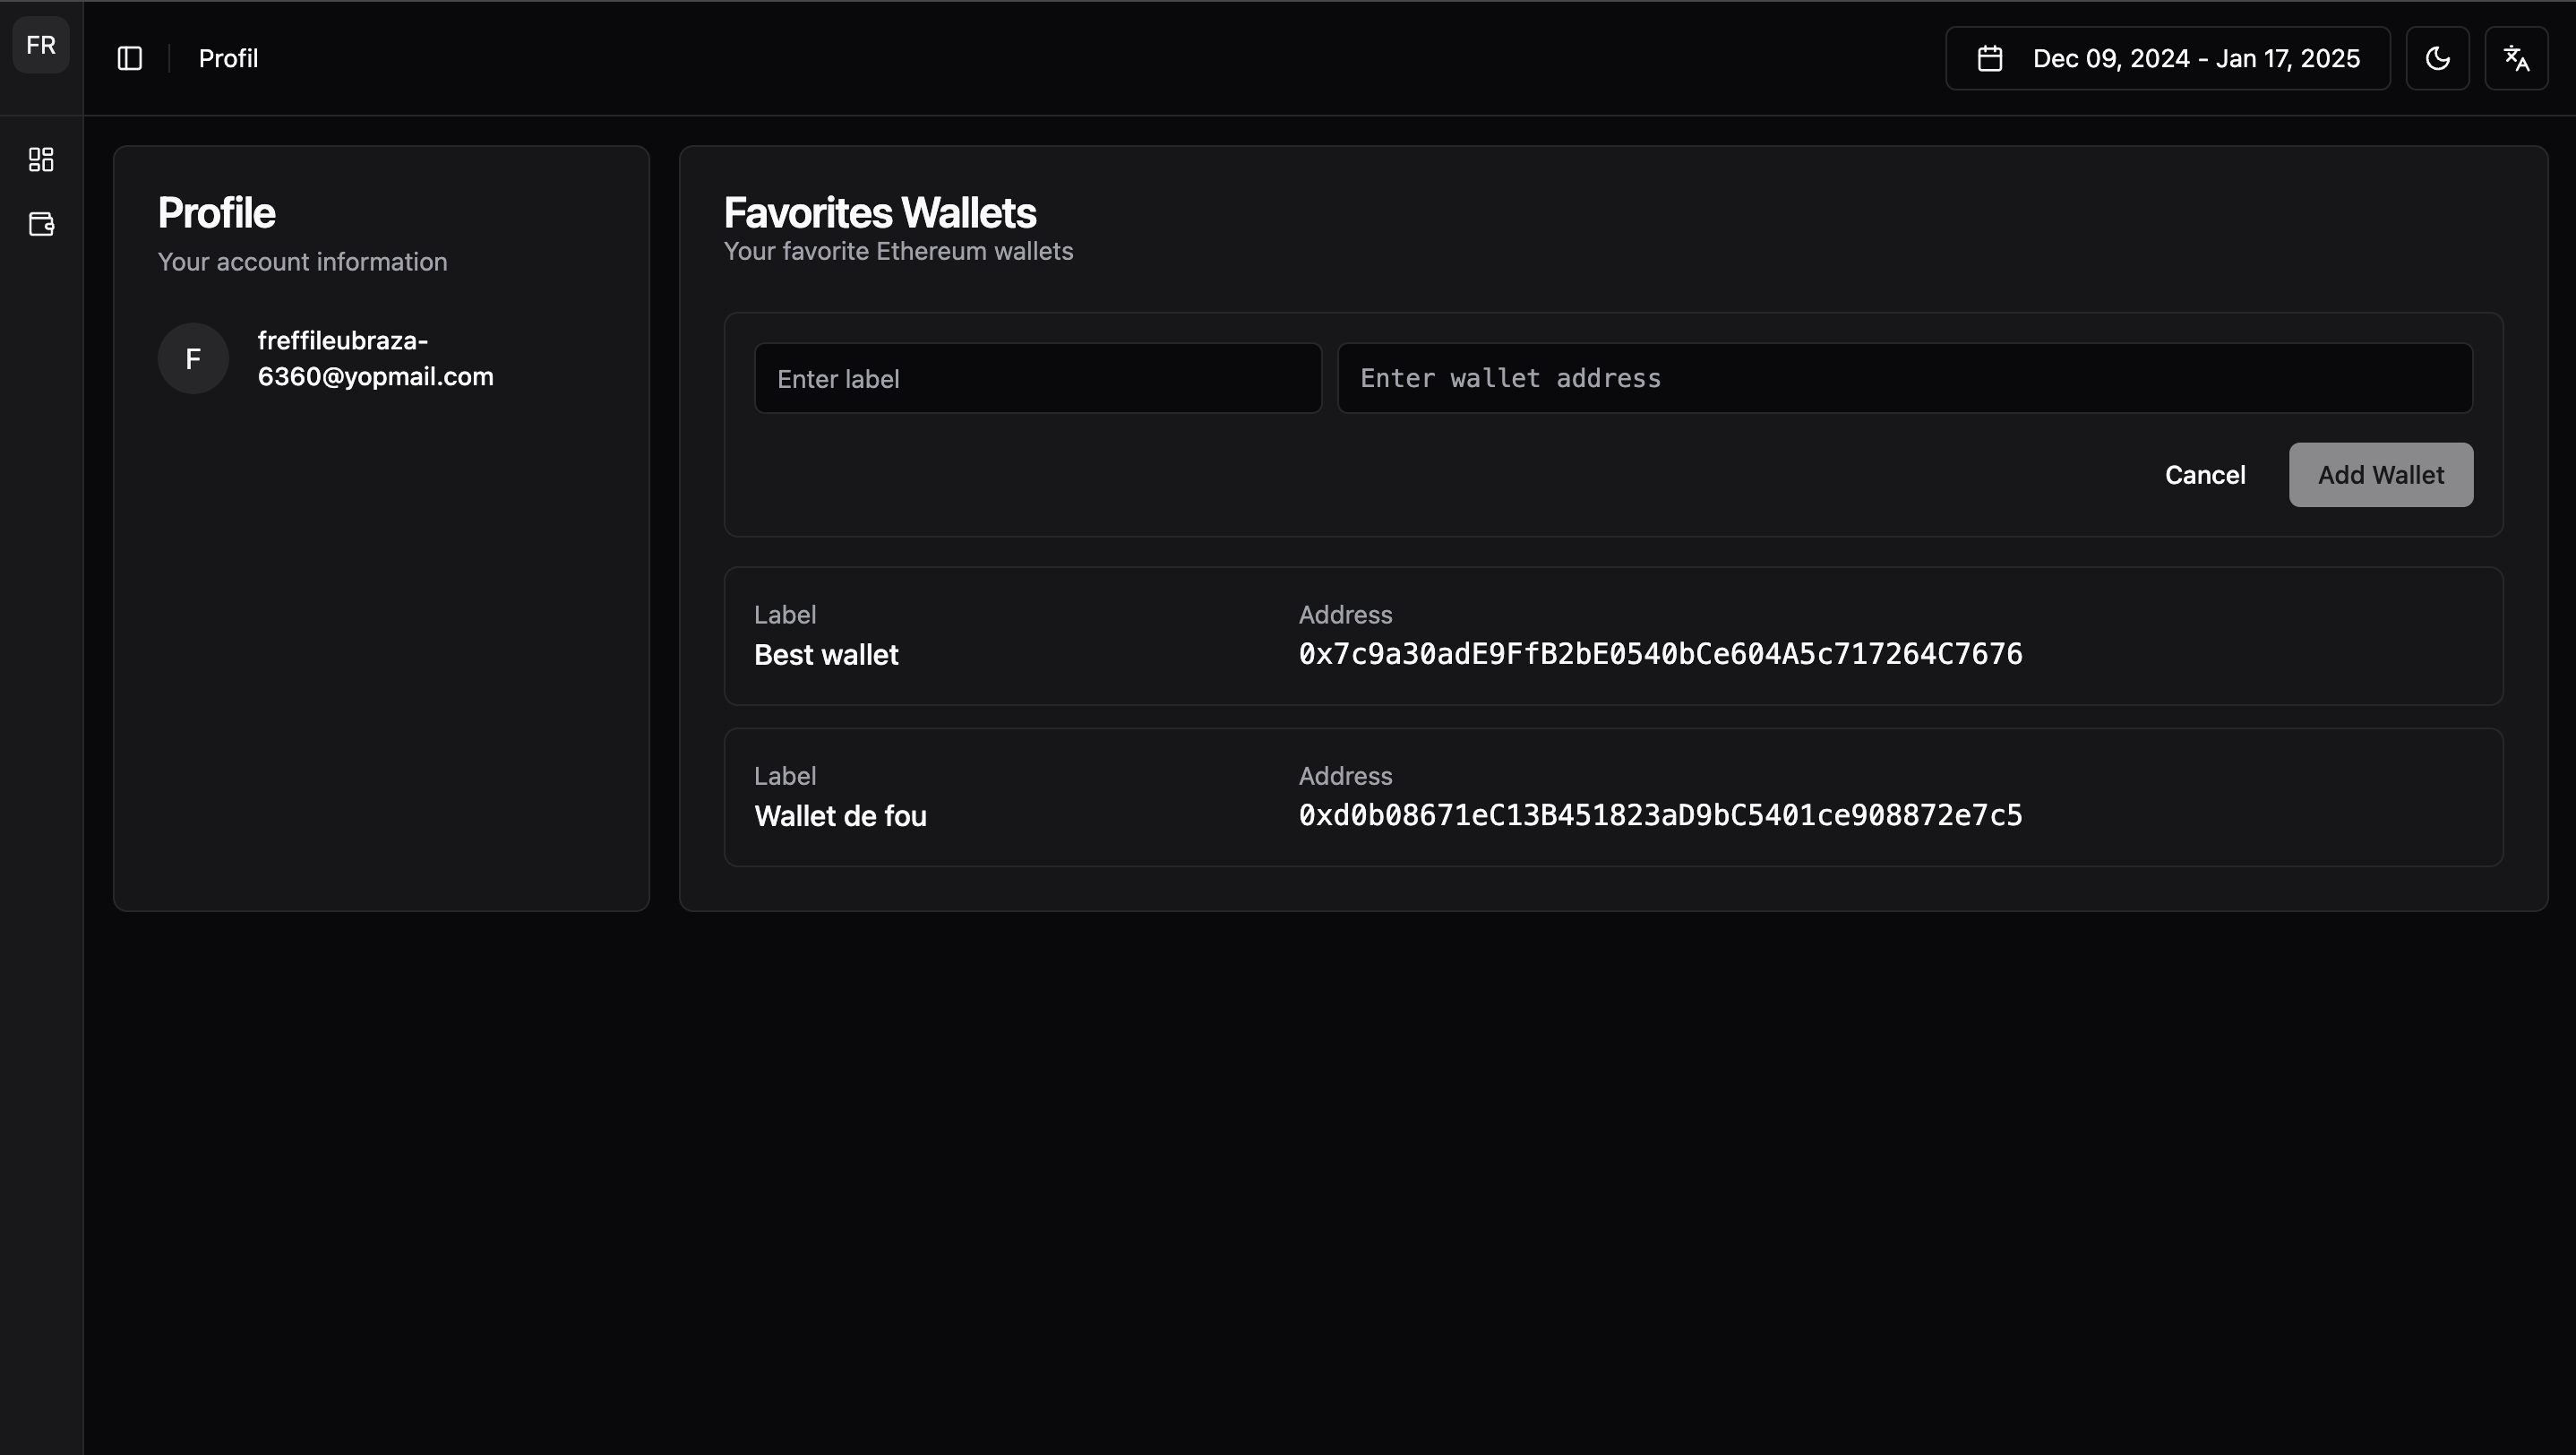 FR
Profil
Dec 09, 2024 - Jan 17, 2025
Profile
Your account information
F
freffileubraza-
6360@yopmail.com
Favorites Wallets
Your favorite Ethereum wallets
Enter label
Enter wallet address
Cancel
Add Wallet
Label
Address
Best wallet
0x7c9a30adE9FfB2bE0540bCe604A5c717264C7676
Label
Address
Wallet de fou
0xd0b08671eC13B451823aD9bC5401ce908872e7c5